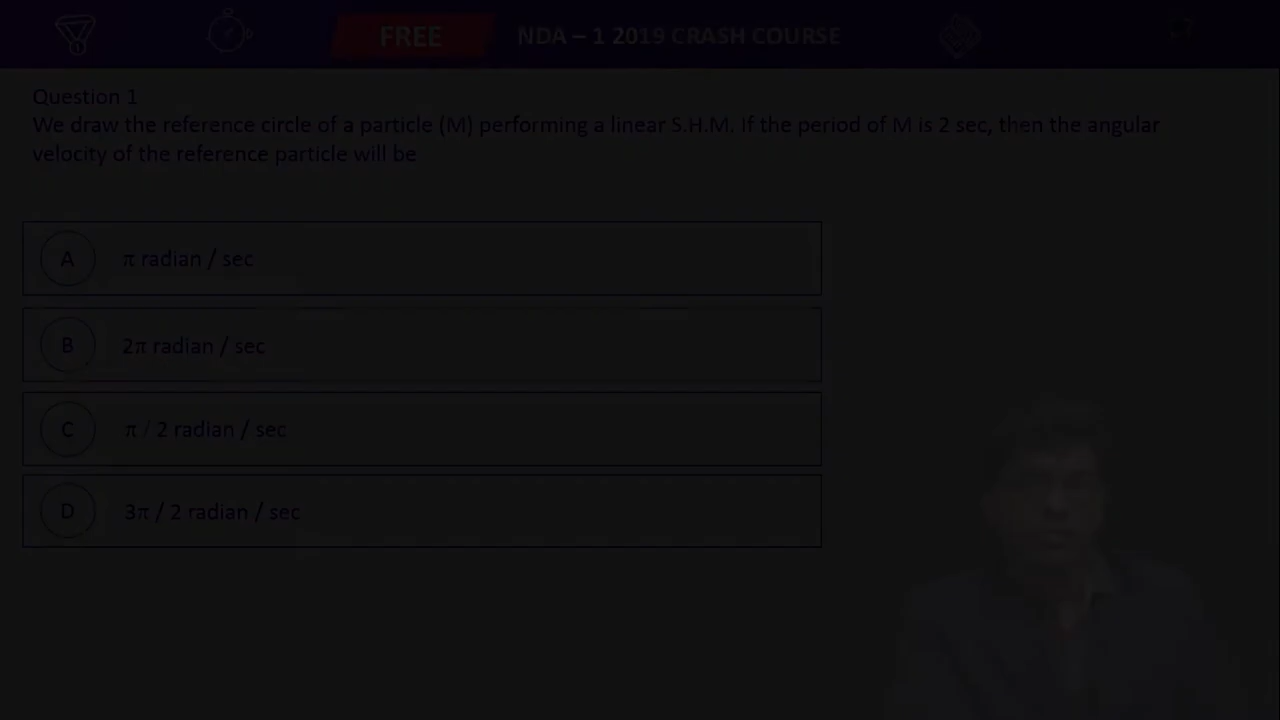 FREE
NDA – 1 2019 CRASH COURSE
Question 1
We draw the reference circle of a particle (M) performing a linear S.H.M. If the period of M is 2 sec, then the angular
velocity of the reference particle will be
A π radian / sec
B 2π radian / sec
C π / 2 radian / sec
D 3π / 2 radian / sec